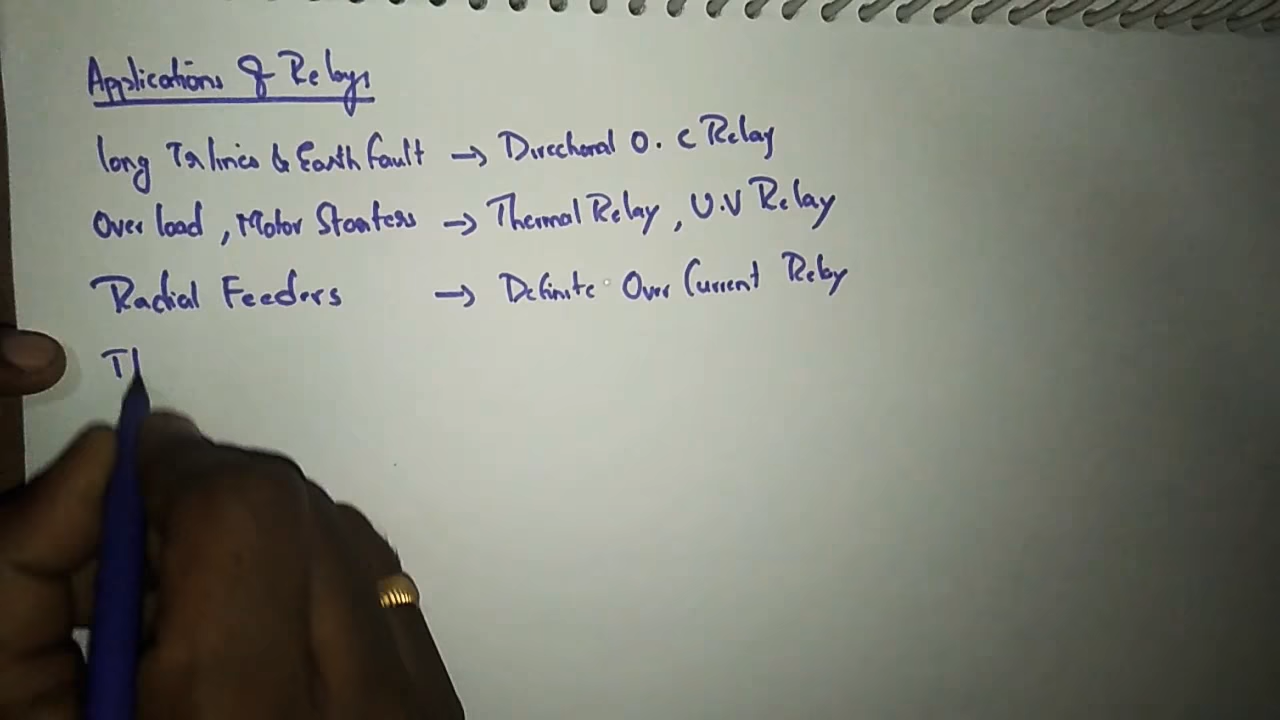 Applications of Relays
long Tx lines & Earth fault → Directional O.C Relay
Over load, Motor Starters → Thermal Relay, U.V Relay
Radial Feeders → Definite Over Current Relay